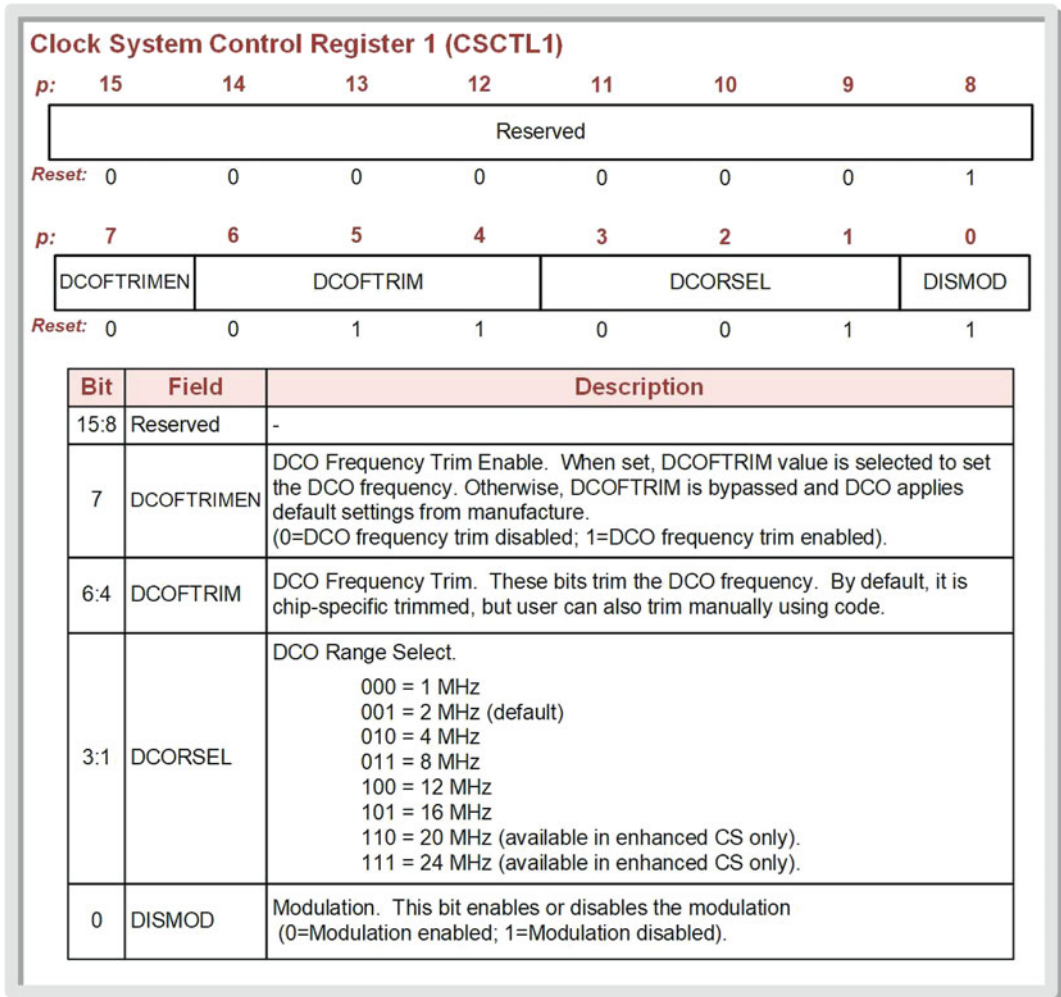 Clock System Control Register 1 (CSCTL1)
p: 15 14 13 12 11 10 9 8
Reserved
Reset: 0 0 0 0 0 0 0 1
p: 7 6 5 4 3 2 1 0
DCOFTRIMEN DCOFTRIM DCORSEL DISMOD
Reset: 0 0 1 1 0 0 1 1
Bit Field Description
15:8 Reserved -
DCO Frequency Trim Enable. When set, DCOFTRIM value is selected to set
7 DCOFTRIMEN the DCO frequency. Otherwise, DCOFTRIM is bypassed and DCO applies
default settings from manufacture.
(0=DCO frequency trim disabled; 1=DCO frequency trim enabled).
6:4 DCOFTRIM DCO Frequency Trim. These bits trim the DCO frequency. By default, it is
chip-specific trimmed, but user can also trim manually using code.
DCO Range Select.
000 = 1 MHz
001 = 2 MHz (default)
010 = 4 MHz
3:1 DCORSEL 011 = 8 MHz
100 = 12 MHz
101 = 16 MHz
110 = 20 MHz (available in enhanced CS only).
111 = 24 MHz (available in enhanced CS only).
0 DISMOD Modulation. This bit enables or disables the modulation
(0=Modulation enabled; 1=Modulation disabled).